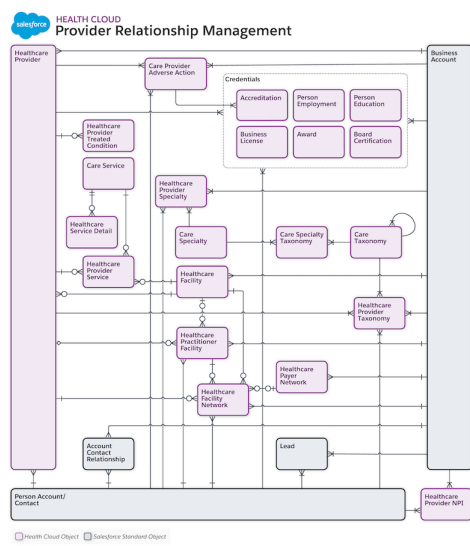 salesforce
HEALTH CLOUD
Provider Relationship Management
Healthcare
Provider
Care Provider
Adverse Action
Business
Account
Credentials
Accreditation
Person
Employment
Person
Education
Business
License
Award
Board
Certification
Healthcare
Provider
Treated
Condition
Care Service
Healthcare
Provider
Specialty
Healthcare
Service Detail
Care
Specialty
Care Specialty
Taxonomy
Care
Taxonomy
Healthcare
Provider
Service
Healthcare
Facility
Healthcare
Provider
Taxonomy
Healthcare
Practitioner
Facility
Healthcare
Payer
Network
Healthcare
Facility
Network
Account
Contact
Relationship
Lead
Person Account/
Contact
Healthcare
Provider NPI
Health Cloud Object
Salesforce Standard Object